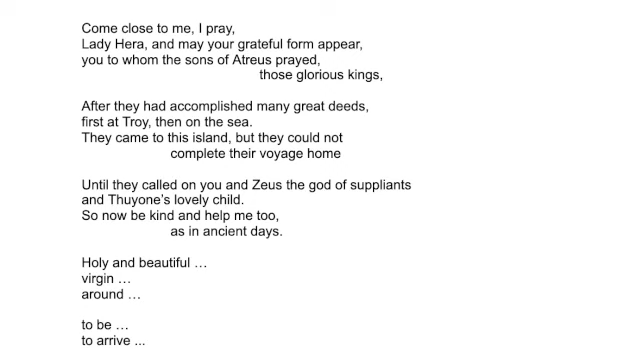 Come close to me, I pray,
Lady Hera, and may your grateful form appear,
you to whom the sons of Atreus prayed,
those glorious kings,
After they had accomplished many great deeds,
first at Troy, then on the sea.
They came to this island, but they could not
complete their voyage home
Until they called on you and Zeus the god of suppliants
and Thuyone's lovely child.
So now be kind and help me too,
as in ancient days.
Holy and beautiful …
virgin …
around …
to be …
to arrive ...